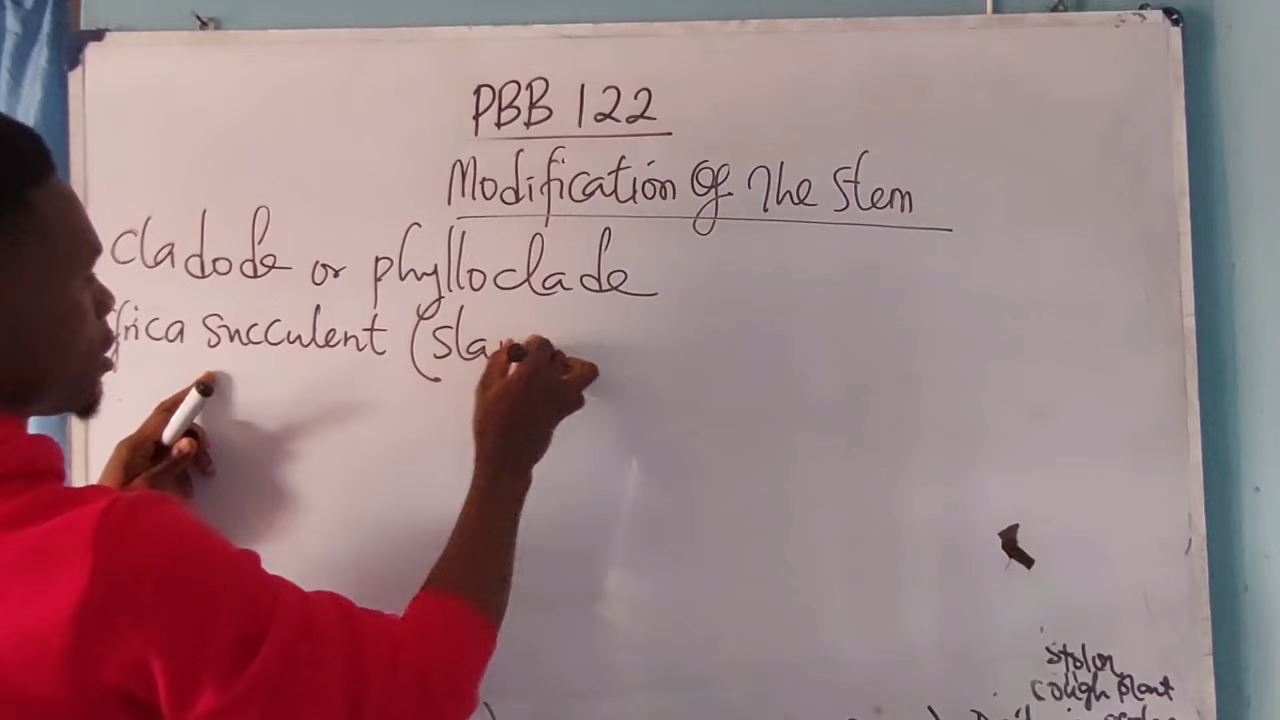 PBB 122
Modification Of The Stem
cladode or phylloclade
frica succulent (sla
stolon
cough plant